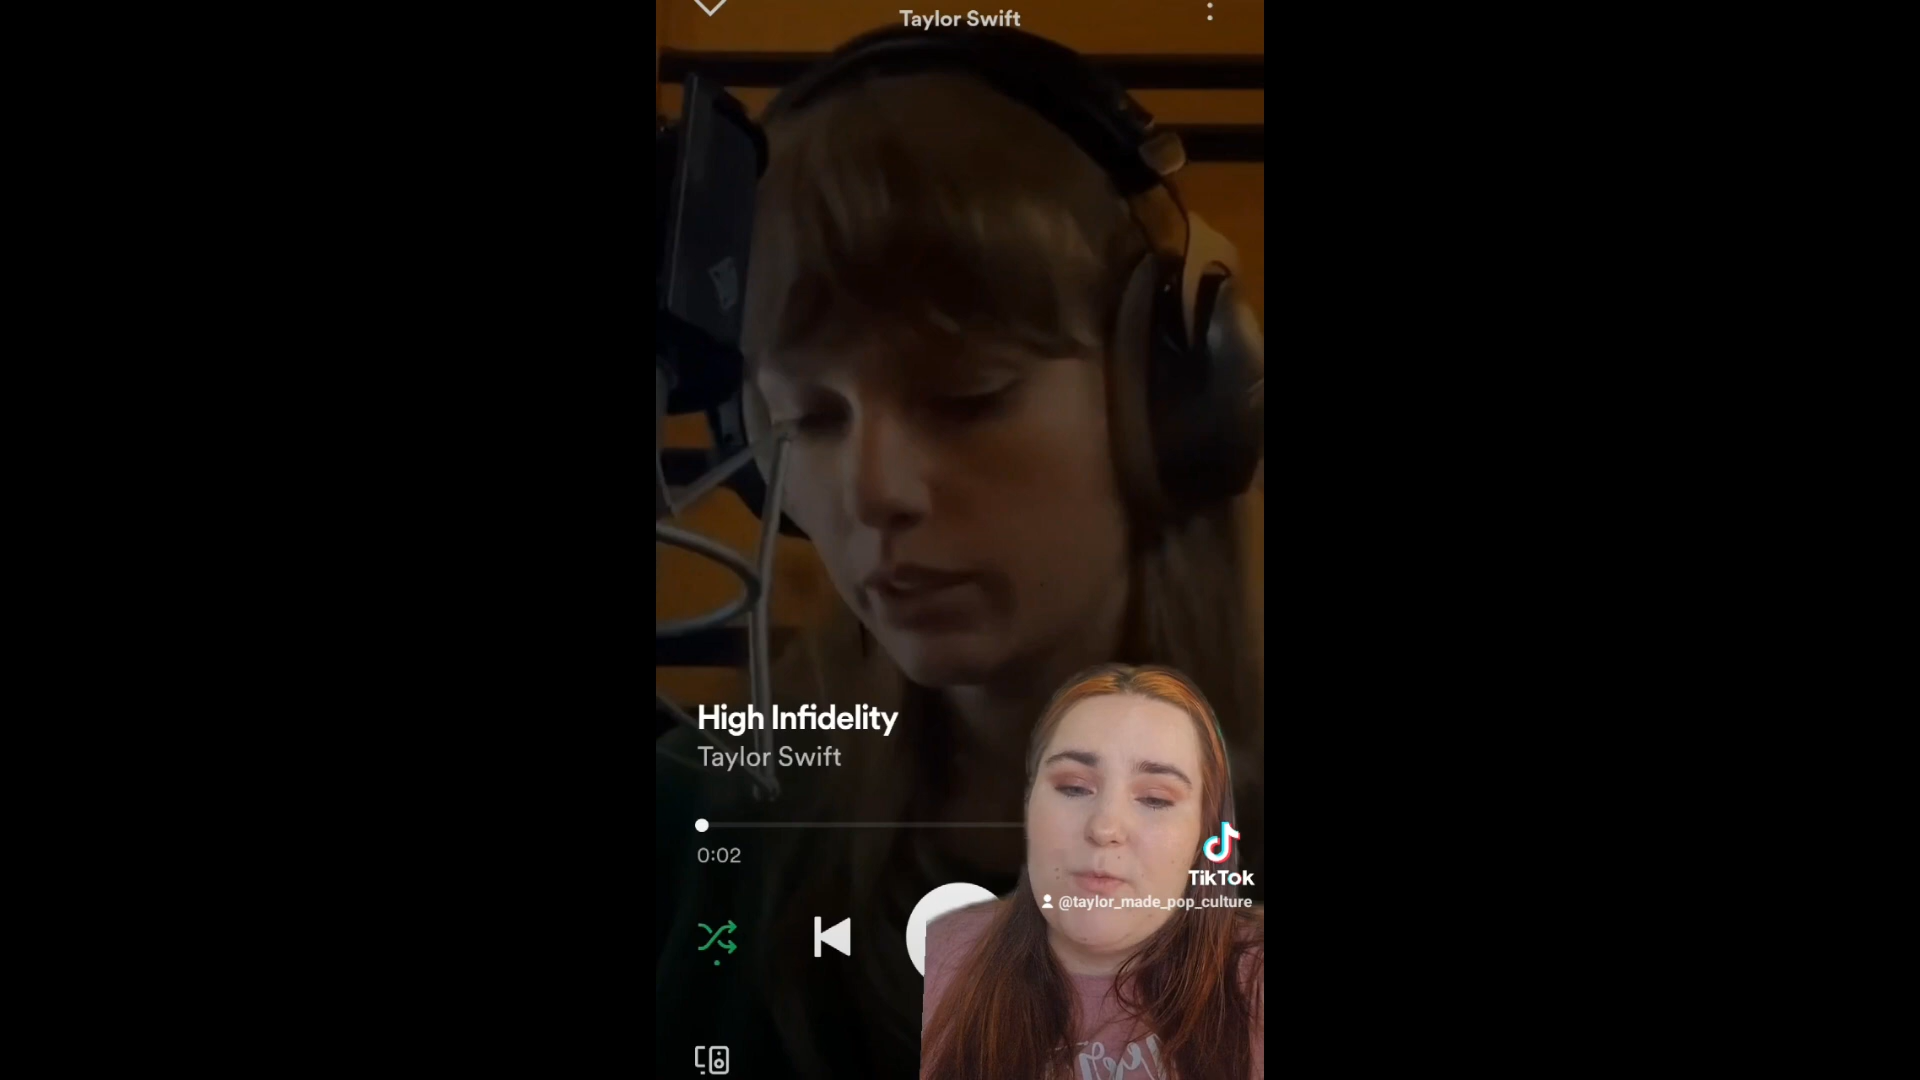 Taylor Swift
High Infidelity
Taylor Swift
0:02
TikTok
@taylor_made_pop_culture